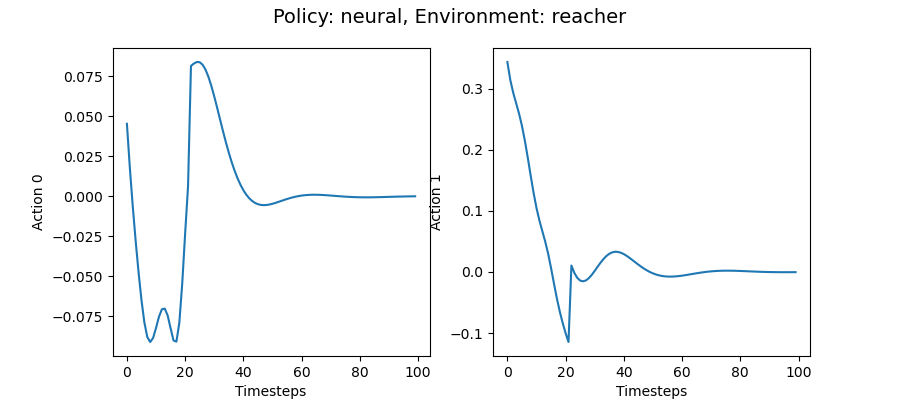 Policy: neural, Environment: reacher
Action 0
0.075
0.050
0.025
0.000
−0.025
−0.050
−0.075
0 20 40 60 80 100
Timesteps
Action 1
0.3
0.2
0.1
0.0
−0.1
0 20 40 60 80 100
Timesteps